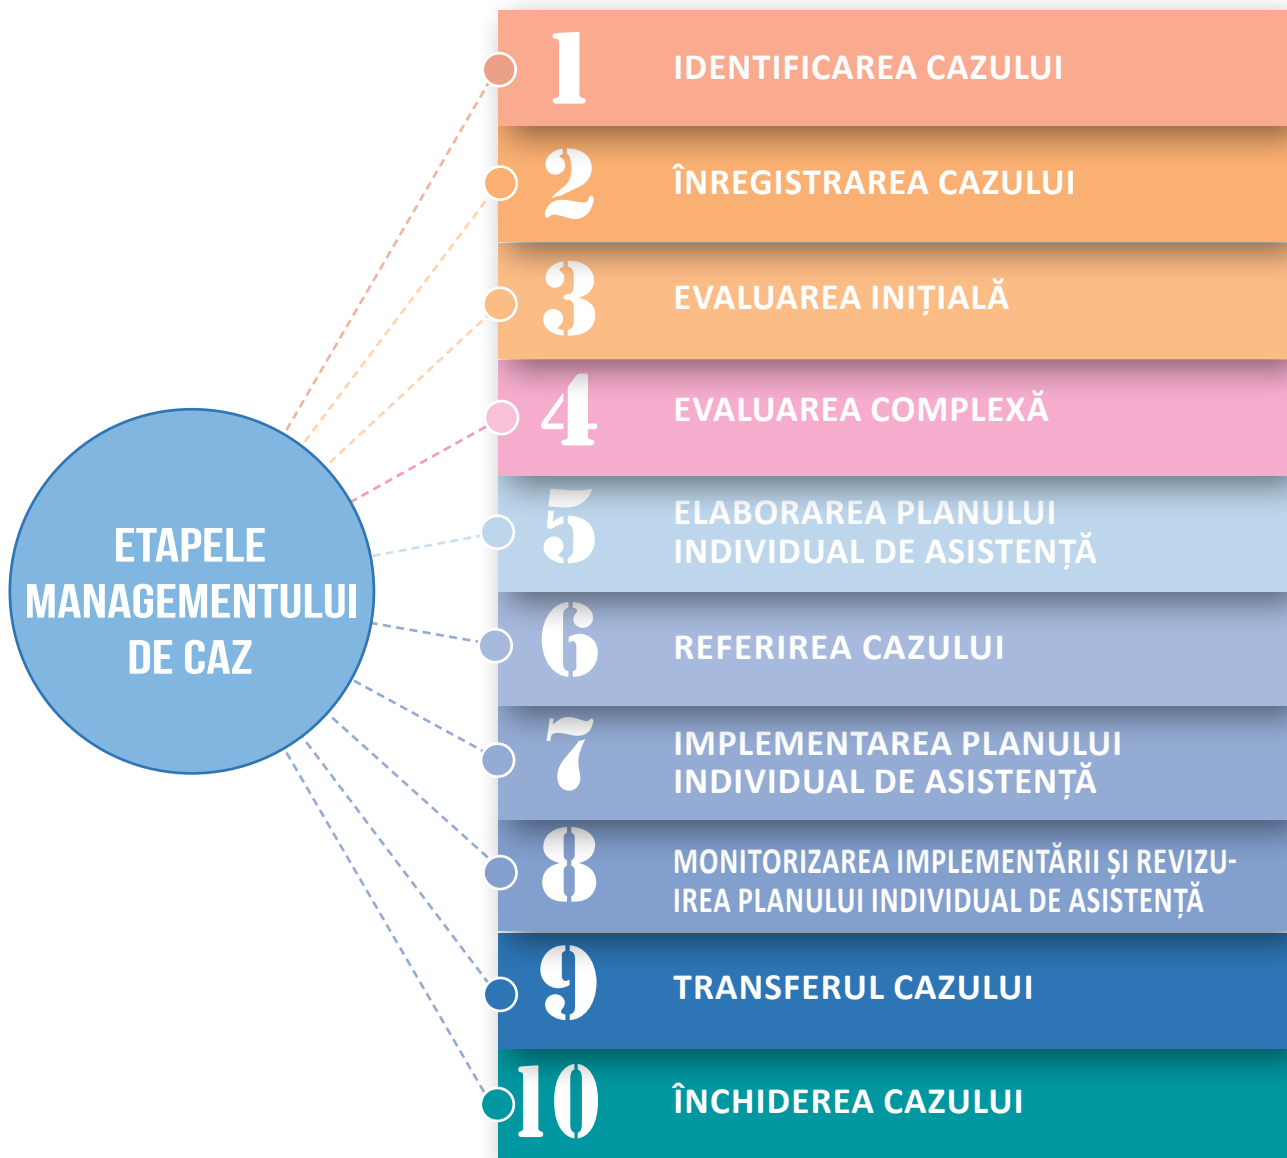 ETAPELE
MANAGEMENTULUI
DE CAZ
1 IDENTIFICAREA CAZULUI
2 ÎNREGISTRAREA CAZULUI
3 EVALUAREA INIȚIALĂ
4 EVALUAREA COMPLEXĂ
5 ELABORAREA PLANULUI
INDIVIDUAL DE ASISTENȚĂ
6 REFERIREA CAZULUI
7 IMPLEMENTAREA PLANULUI
INDIVIDUAL DE ASISTENȚĂ
8 MONITORIZAREA IMPLEMENTĂRII ȘI REVIZU-
IREA PLANULUI INDIVIDUAL DE ASISTENȚĂ
9 TRANSFERUL CAZULUI
10 ÎNCHIDEREA CAZULUI